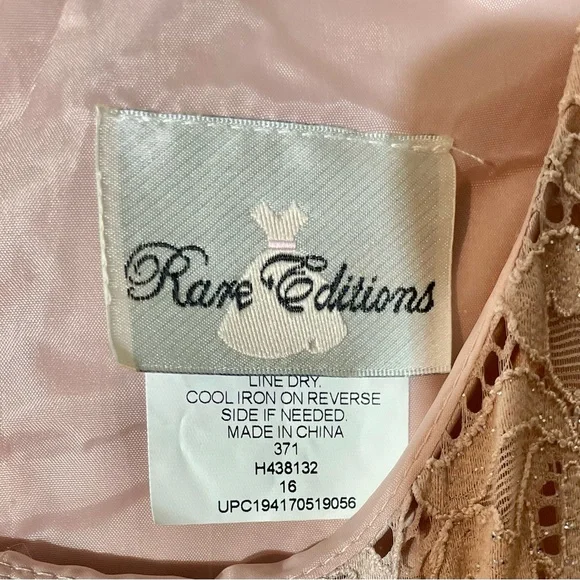 Rare Editions
LINE DRY.
COOL IRON ON REVERSE
SIDE IF NEEDED.
MADE IN CHINA
371
H438132
16
UPC194170519056